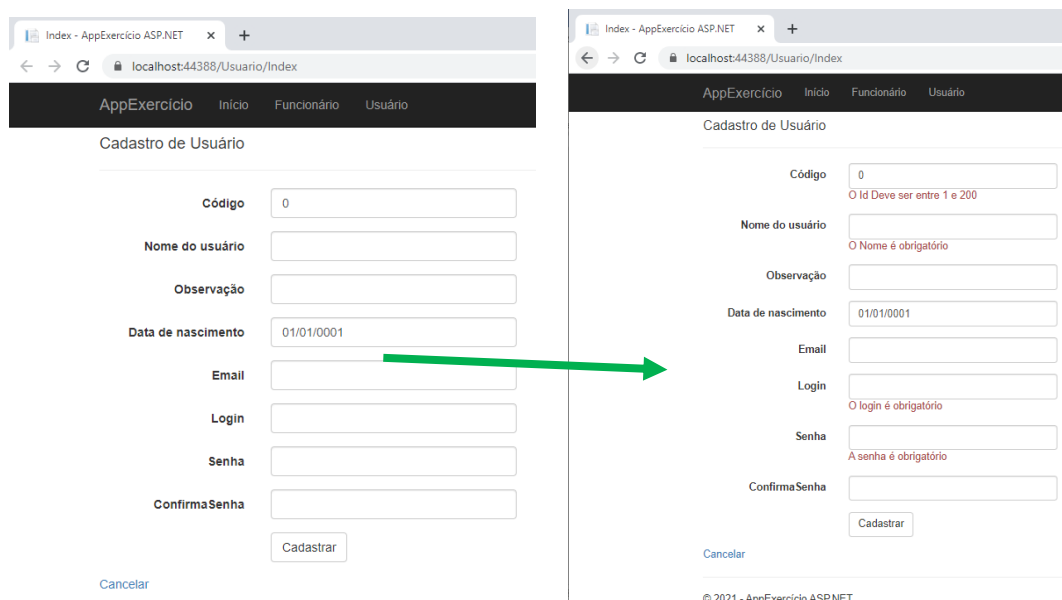 Index - AppExercício ASP.NET
localhost:44388/Usuario/Index
AppExercício Início Funcionário Usuário
Cadastro de Usuário
Código 0
Nome do usuário
Observação
Data de nascimento 01/01/0001
Email
Login
Senha
ConfirmaSenha
Cadastrar
Cancelar
Index - AppExercício ASP.NET
localhost:44388/Usuario/Index
AppExercício Início Funcionário Usuário
Cadastro de Usuário
Código 0
O Id Deve ser entre 1 e 200
Nome do usuário
O Nome é obrigatório
Observação
Data de nascimento 01/01/0001
Email
Login
O login é obrigatório
Senha
A senha é obrigatório
ConfirmaSenha
Cadastrar
Cancelar
© 2021 - AppExercício ASP.NET